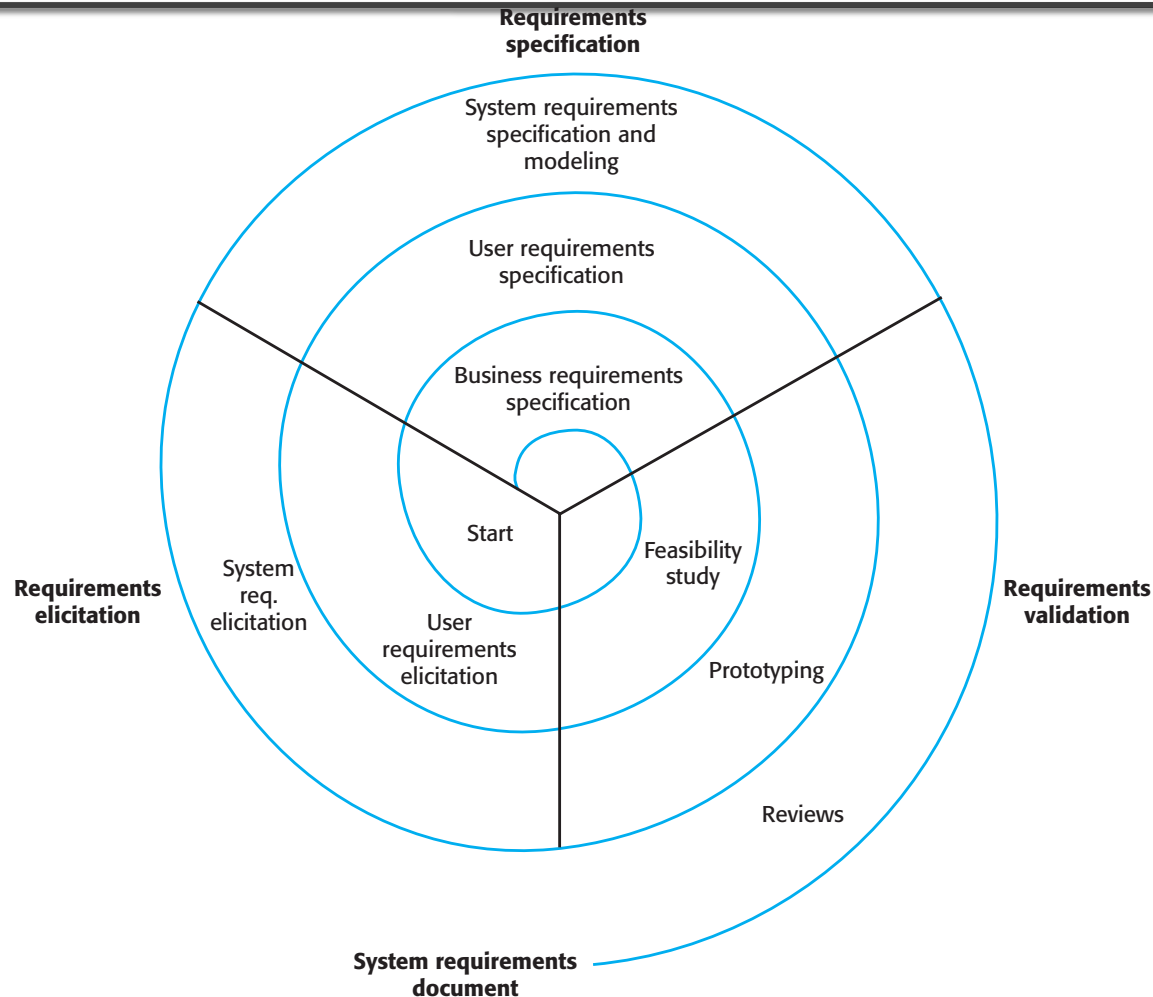 Requirements
specification
System requirements
specification and
modeling
User requirements
specification
Business requirements
specification
Start
Feasibility
study
System
req.
elicitation
Requirements
elicitation
Requirements
validation
User
requirements
elicitation
Prototyping
Reviews
System requirements
document